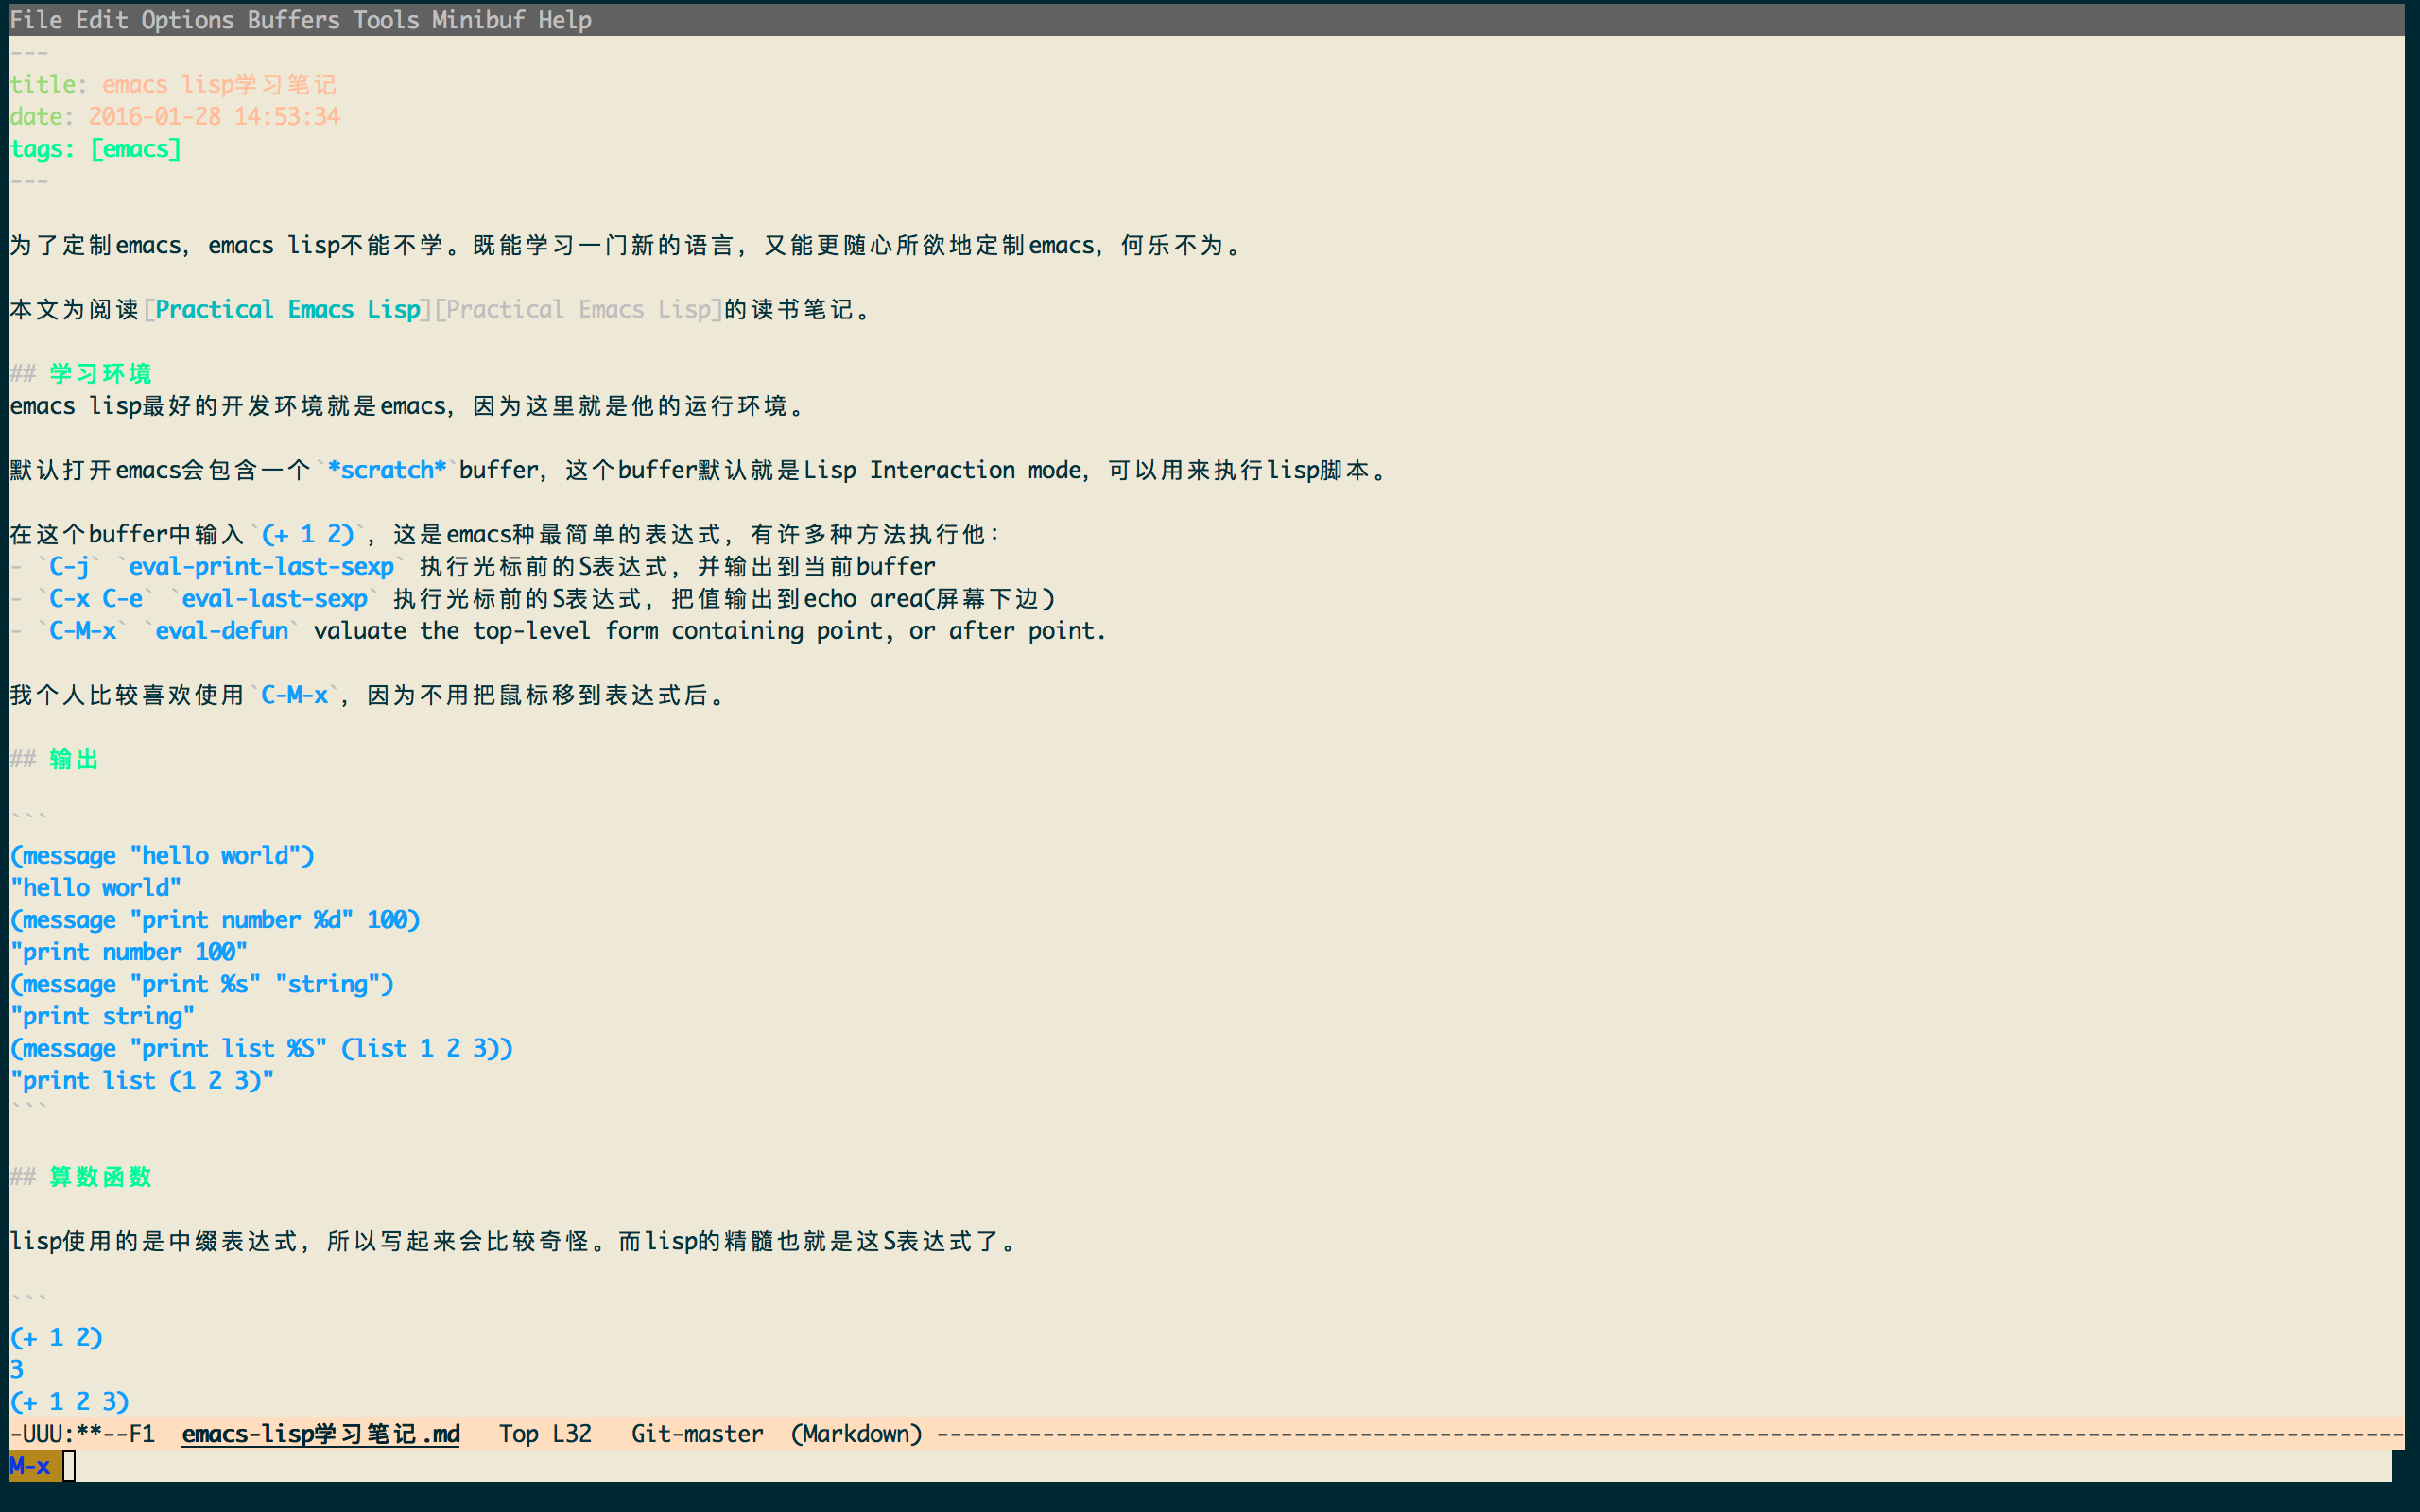 File Edit Options Buffers Tools Minibuf Help
---
title: emacs lisp学习笔记
date: 2016-01-28 14:53:34
tags: [emacs]
---
为了定制emacs, emacs lisp不能不学。既能学习一门新的语言, 又能更随心所欲地定制emacs, 何乐不为。
本文为阅读[Practical Emacs Lisp][Practical Emacs Lisp]的读书笔记。
## 学习环境
emacs lisp最好的开发环境就是emacs, 因为这里就是他的运行环境。
默认打开emacs会包含一个`*scratch*`buffer, 这个buffer默认就是Lisp Interaction mode, 可以用来执行lisp脚本。
在这个buffer中输入`(+ 1 2)`, 这是emacs种最简单的表达式, 有许多种方法执行他:
- `C-j` `eval-print-last-sexp` 执行光标前的S表达式, 并输出到当前buffer
- `C-x C-e` `eval-last-sexp` 执行光标前的S表达式, 把值输出到echo area(屏幕下边)
- `C-M-x` `eval-defun` valuate the top-level form containing point, or after point.
我个人比较喜欢使用`C-M-x`, 因为不用把鼠标移到表达式后。
## 输出
```
(message "hello world")
"hello world"
(message "print number %d" 100)
"print number 100"
(message "print %s" "string")
"print string"
(message "print list %S" (list 1 2 3))
"print list (1 2 3)"
```
## 算数函数
lisp使用的是中缀表达式, 所以写起来会比较奇怪。而lisp的精髓也就是这S表达式了。
```
(+ 1 2)
3
(+ 1 2 3)
-UUU:**--F1  emacs-lisp学习笔记.md   Top L32   Git-master  (Markdown) ---------------------------------------------------------------------------------------------------------------
M-x